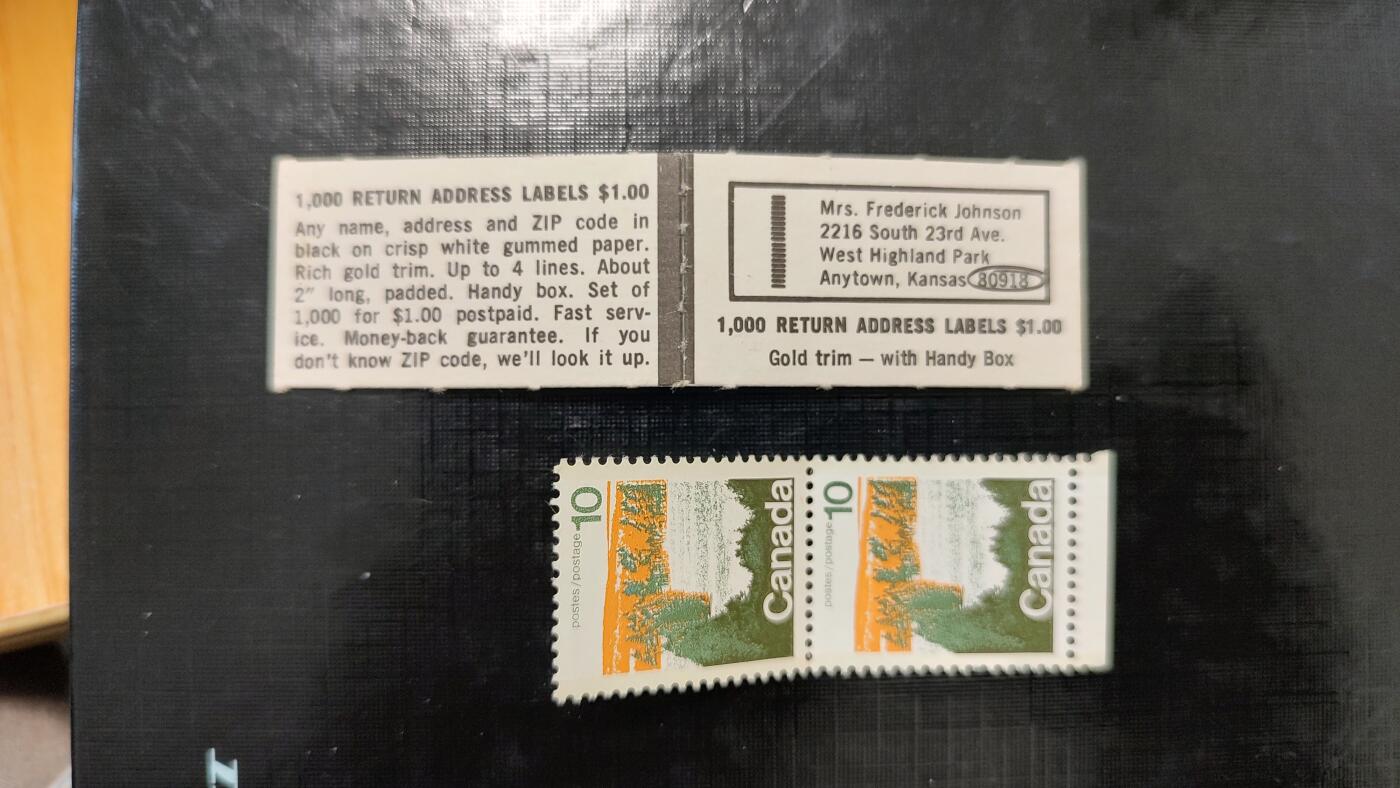 1,000 RETURN ADDRESS LABELS $1.00
Any name, address and ZIP code in
black on crisp white gummed paper.
Rich gold trim. Up to 4 lines. About
2" long, padded. Handy box. Set of
1,000 for $1.00 postpaid. Fast serv-
ice. Money-back guarantee. If you
don't know ZIP code, we'll look it up.
Mrs. Frederick Johnson
2216 South 23rd Ave.
West Highland Park
Anytown, Kansas 80918
1,000 RETURN ADDRESS LABELS $1.00
Gold trim — with Handy Box
10
postes/postage
Canada
10
postes/postage
Canada